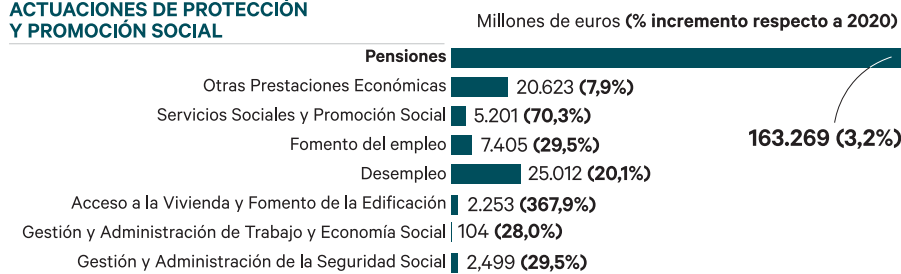 ACTUACIONES DE PROTECCIÓN
Y PROMOCIÓN SOCIAL
Millones de euros (% incremento respecto a 2020)
Pensiones
163.269 (3,2%)
Otras Prestaciones Económicas 20.623 (7,9%)
Servicios Sociales y Promoción Social 5.201 (70,3%)
Fomento del empleo 7.405 (29,5%)
Desempleo 25.012 (20,1%)
Acceso a la Vivienda y Fomento de la Edificación 2.253 (367,9%)
Gestión y Administración de Trabajo y Economía Social 104 (28,0%)
Gestión y Administración de la Seguridad Social 2,499 (29,5%)